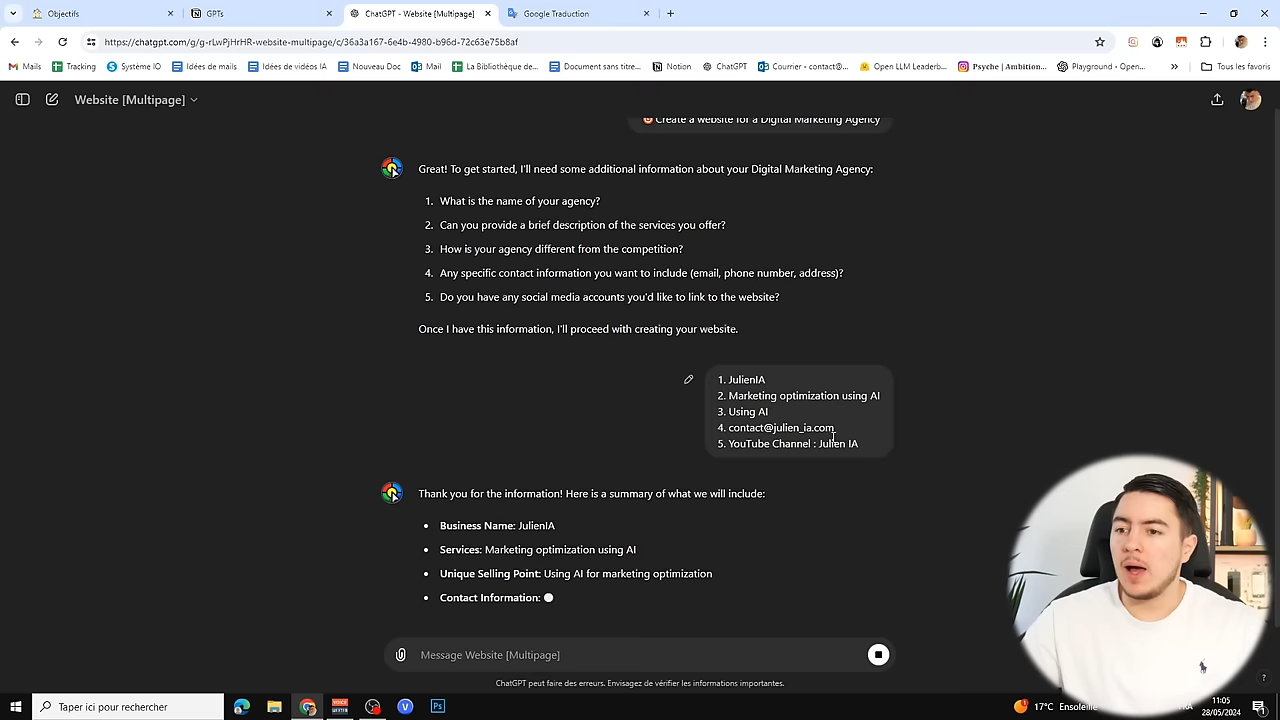 Objectifs
GPTs
ChatGPT - Website [Multipage]
Google Traduction
https://chatgpt.com/g/g-rLwPjHrHR-website-multipage/c/36a3a167-6e4b-4980-b96d-72c63e75b8af
Mails
Tracking
Système IO
Idées de mails
Idées de vidéos IA
Nouveau Doc
Mail
La Bibliothèque de...
Document sans titre...
Notion
ChatGPT
Courrier - contact@...
Open LLM Leaderb...
Psyche | Ambition...
Playground - Open...
Tous les favoris
Website [Multipage]
Create a website for a Digital Marketing Agency
Great! To get started, I'll need some additional information about your Digital Marketing Agency:
1. What is the name of your agency?
2. Can you provide a brief description of the services you offer?
3. How is your agency different from the competition?
4. Any specific contact information you want to include (email, phone number, address)?
5. Do you have any social media accounts you'd like to link to the website?
Once I have this information, I'll proceed with creating your website.
1. JulienIA
2. Marketing optimization using AI
3. Using AI
4. contact@julien_ia.com
5. YouTube Channel : Julien IA
Thank you for the information! Here is a summary of what we will include:
• Business Name: JulienIA
• Services: Marketing optimization using AI
• Unique Selling Point: Using AI for marketing optimization
• Contact Information:
Message Website [Multipage]
ChatGPT peut faire des erreurs. Envisagez de vérifier les informations importantes.
?
Taper ici pour rechercher
V
Ps
17°C Ensoleillé
11:05
28/05/2024